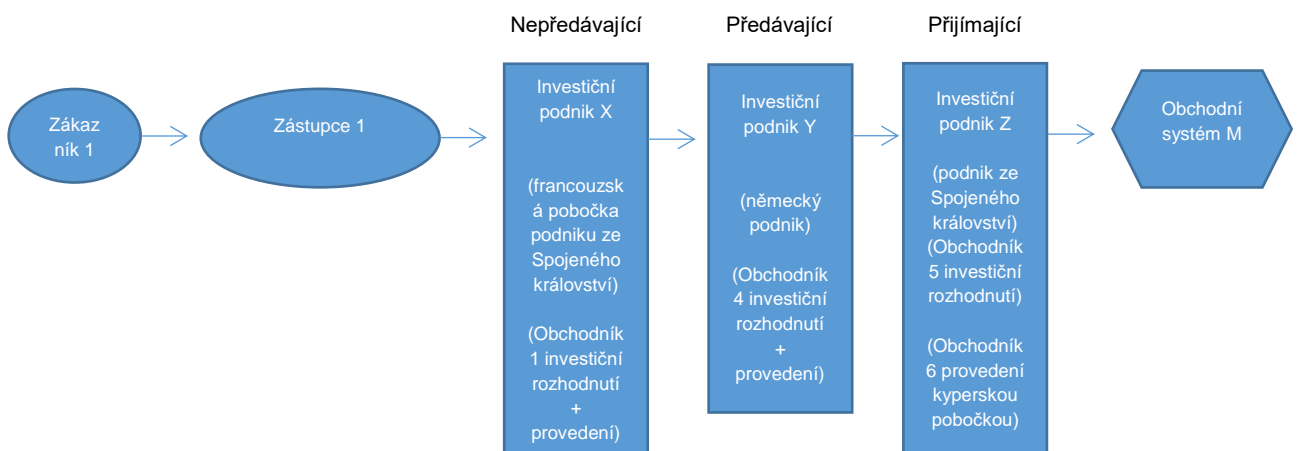 Nepředávající
Předávající
Přijímající
Zákaz
ník 1
Zástupce 1
Investiční
podnik X
(francouzsk
á pobočka
podniku ze
Spojeného
království)
(Obchodník
1 investiční
rozhodnutí
+
provedení)
Investiční
podnik Y
(německý
podnik)
(Obchodník
4 investiční
rozhodnutí
+
provedení)
Investiční
podnik Z
(podnik ze
Spojeného
království)
(Obchodník
5 investiční
rozhodnutí)
(Obchodník
6 provedení
kyperskou
pobočkou)
Obchodní
systém M